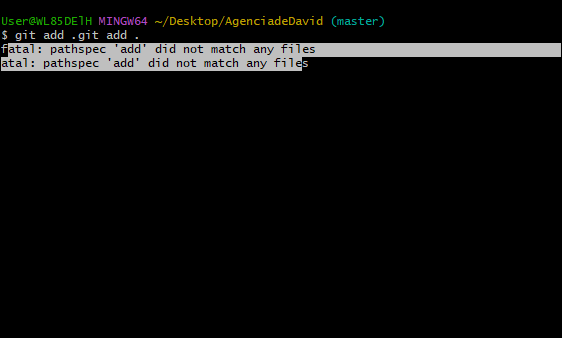 User@WL85DElH MINGW64 ~/Desktop/AgenciadeDavid (master)
$ git add .git add .
fatal: pathspec 'add' did not match any files
atal: pathspec 'add' did not match any files